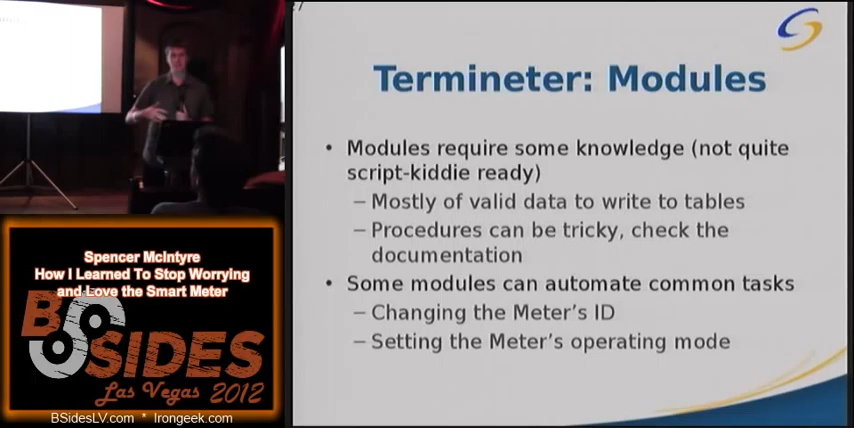 Termineter: Modules
• Modules require some knowledge (not quite
script-kiddie ready)
– Mostly of valid data to write to tables
– Procedures can be tricky, check the
documentation
• Some modules can automate common tasks
– Changing the Meter's ID
– Setting the Meter's operating mode
Spencer McIntyre
How I Learned To Stop Worrying
and Love the Smart Meter
BSIDES
Las Vegas 2012
BSidesLV.com * Irongeek.com